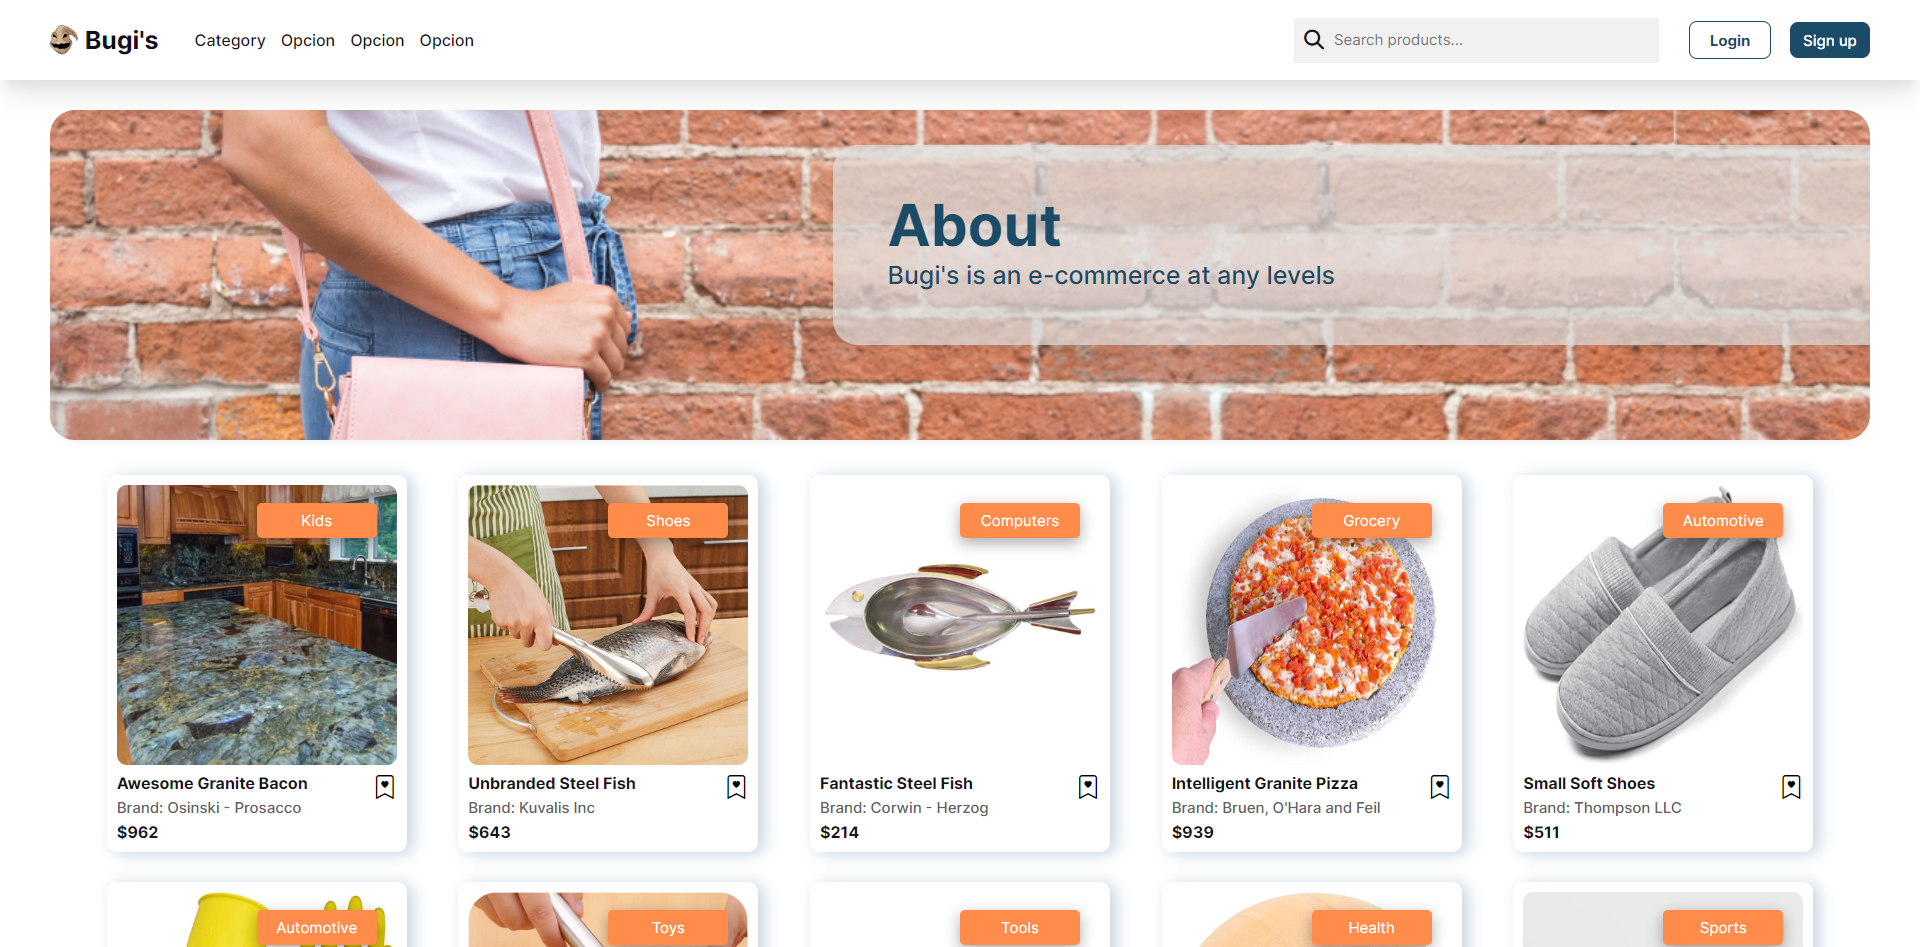 Bugi's
Category Opcion Opcion Opcion
Search products...
Login
Sign up
About
Bugi's is an e-commerce at any levels
Kids
Shoes
Computers
Grocery
Automotive
Awesome Granite Bacon
Brand: Osinski - Prosacco
$962
Unbranded Steel Fish
Brand: Kuvalis Inc
$643
Fantastic Steel Fish
Brand: Corwin - Herzog
$214
Intelligent Granite Pizza
Brand: Bruen, O'Hara and Feil
$939
Small Soft Shoes
Brand: Thompson LLC
$511
Automotive
Toys
Tools
Health
Sports